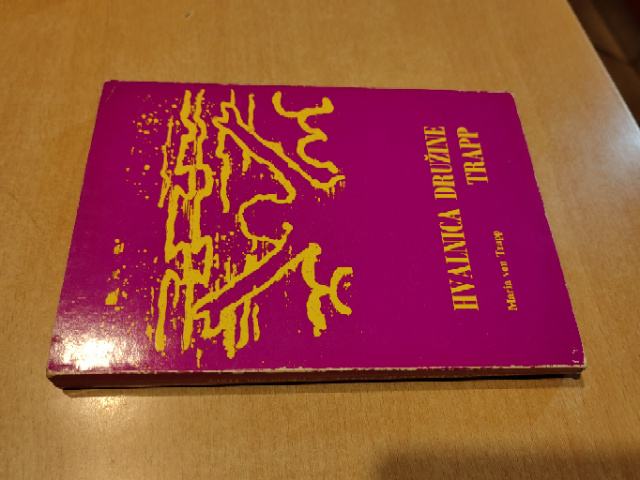 HVALNICA DRUŽINE
TRAPP
Maria von Trapp